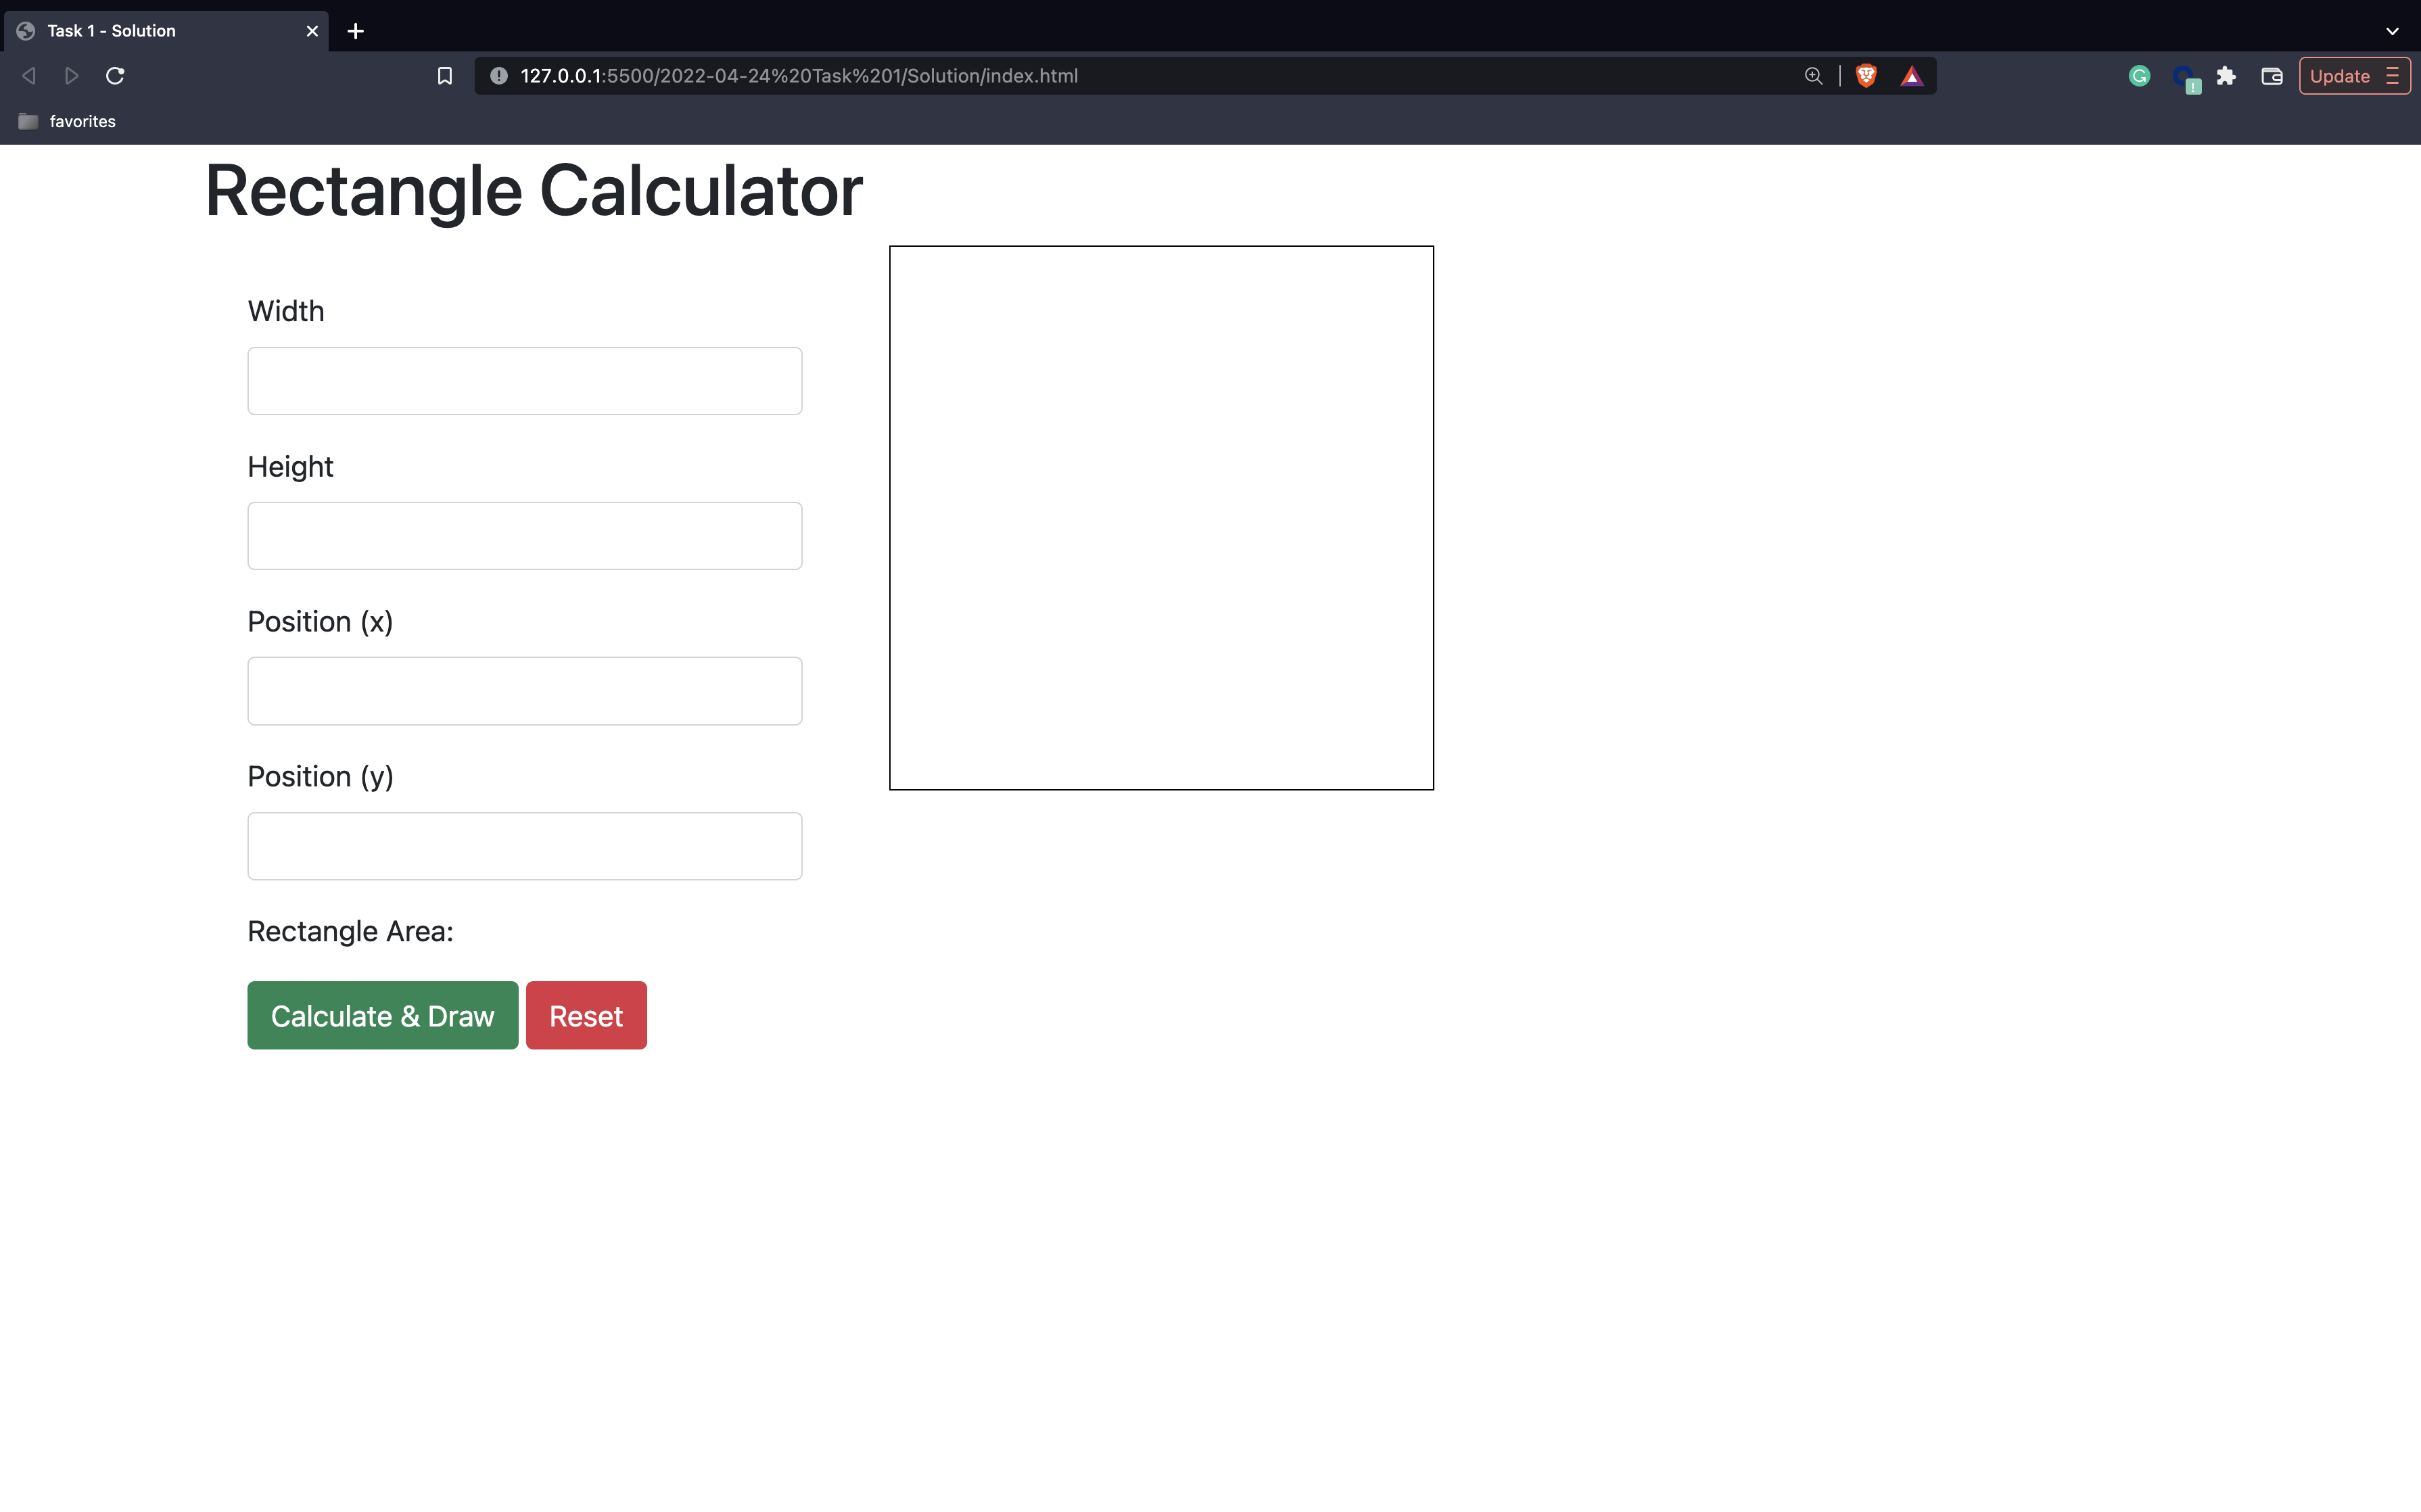 Task 1 - Solution
127.0.0.1:5500/2022-04-24%20Task%201/Solution/index.html
Update
favorites
Rectangle Calculator
Width
Height
Position (x)
Position (y)
Rectangle Area:
Calculate & Draw Reset